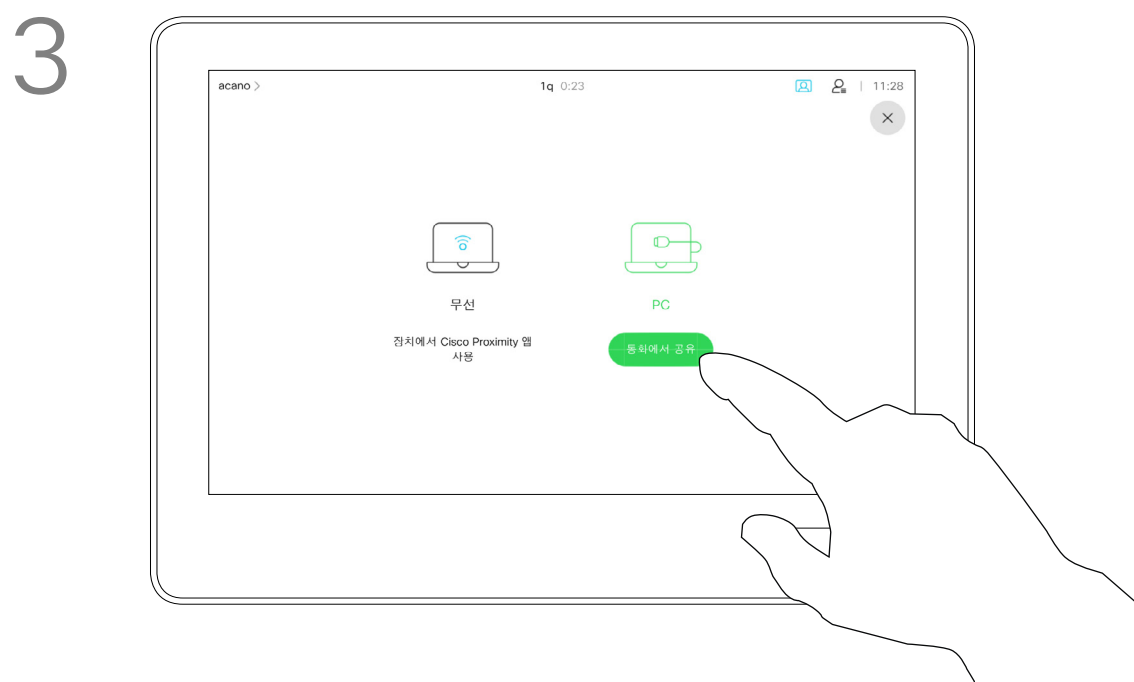 3
acano >
1q 0:23
11:28
무선
장치에서 Cisco Proximity 앱
사용
PC
통화에서 공유